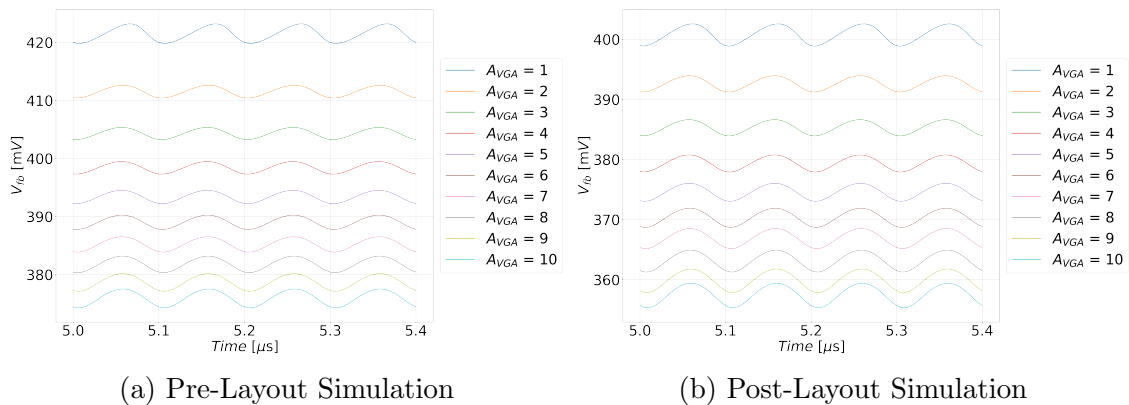 420
410
400
390
380
V_fb [mV]
5.0 5.1 5.2 5.3 5.4
Time [μs]
A_VGA = 1
A_VGA = 2
A_VGA = 3
A_VGA = 4
A_VGA = 5
A_VGA = 6
A_VGA = 7
A_VGA = 8
A_VGA = 9
A_VGA = 10
(a) Pre-Layout Simulation
400
390
380
370
360
V_fb [mV]
5.0 5.1 5.2 5.3 5.4
Time [μs]
A_VGA = 1
A_VGA = 2
A_VGA = 3
A_VGA = 4
A_VGA = 5
A_VGA = 6
A_VGA = 7
A_VGA = 8
A_VGA = 9
A_VGA = 10
(b) Post-Layout Simulation